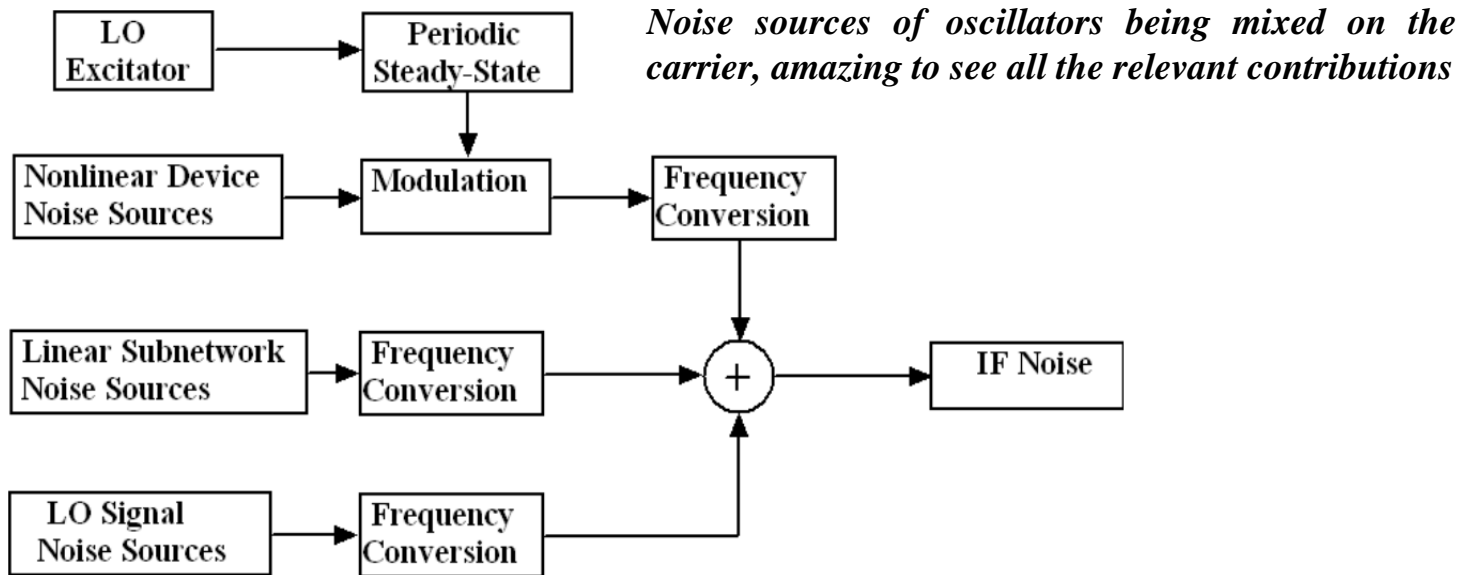 LO
Excitator
Periodic
Steady-State
Noise sources of oscillators being mixed on the
carrier, amazing to see all the relevant contributions
Nonlinear Device
Noise Sources
Modulation
Frequency
Conversion
Linear Subnetwork
Noise Sources
Frequency
Conversion
+
IF Noise
LO Signal
Noise Sources
Frequency
Conversion